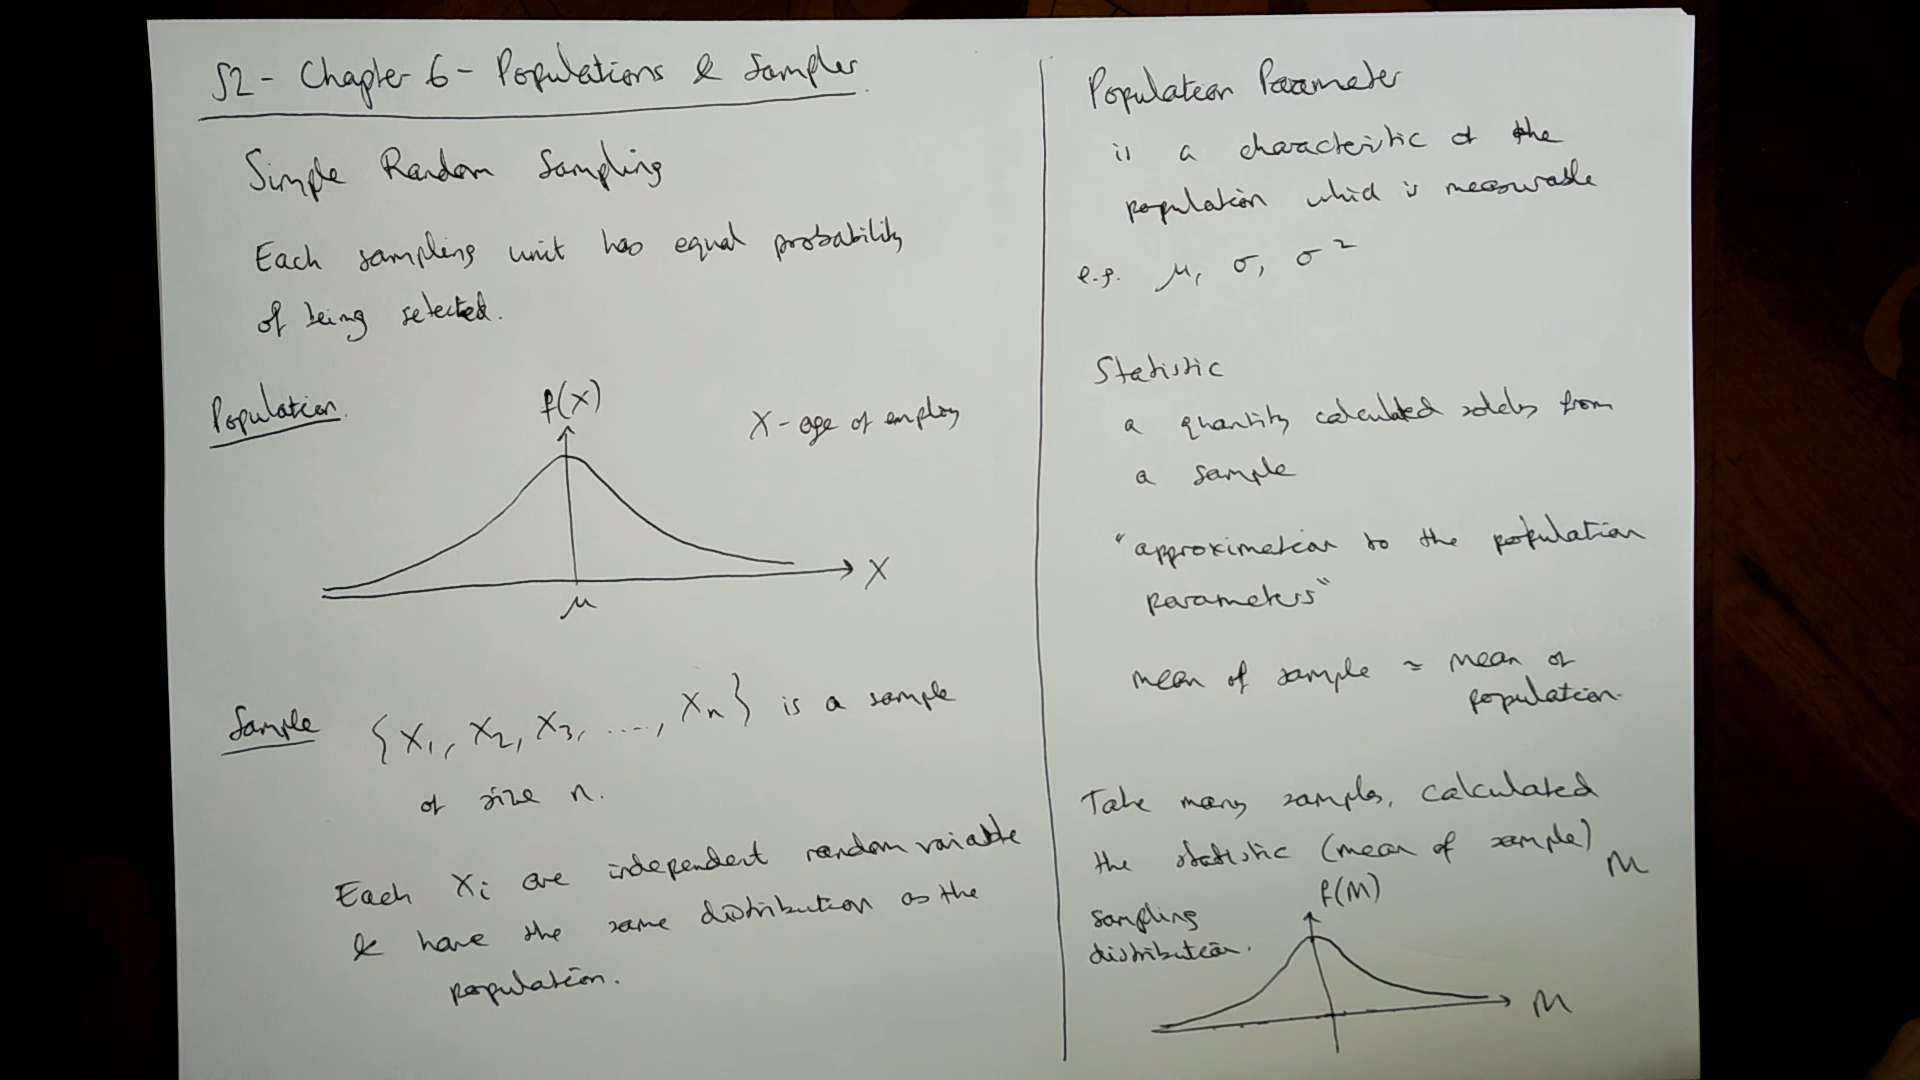 S2 - Chapter 6 - Populations & Samples
Simple Random Sampling
Each sampling unit has equal probability
of being selected.
Population.
f(X)
X - age of employ
X
μ
Sample {X₁, X₂, X₃, ...., Xₙ} is a sample
of size n.
Each Xᵢ are independent random variable
& have the same distribution as the
population.
Population Parameter
is a characteristic of the
population which is measurable
e.g. μ, σ, σ²
Statistic
a quantity calculated solely from
a sample
"approximation to the population
parameters"
mean of sample ≈ mean of
population.
Take many samples, calculated
the statistic (mean of sample)
M
f(M)
sampling
distribution.
M